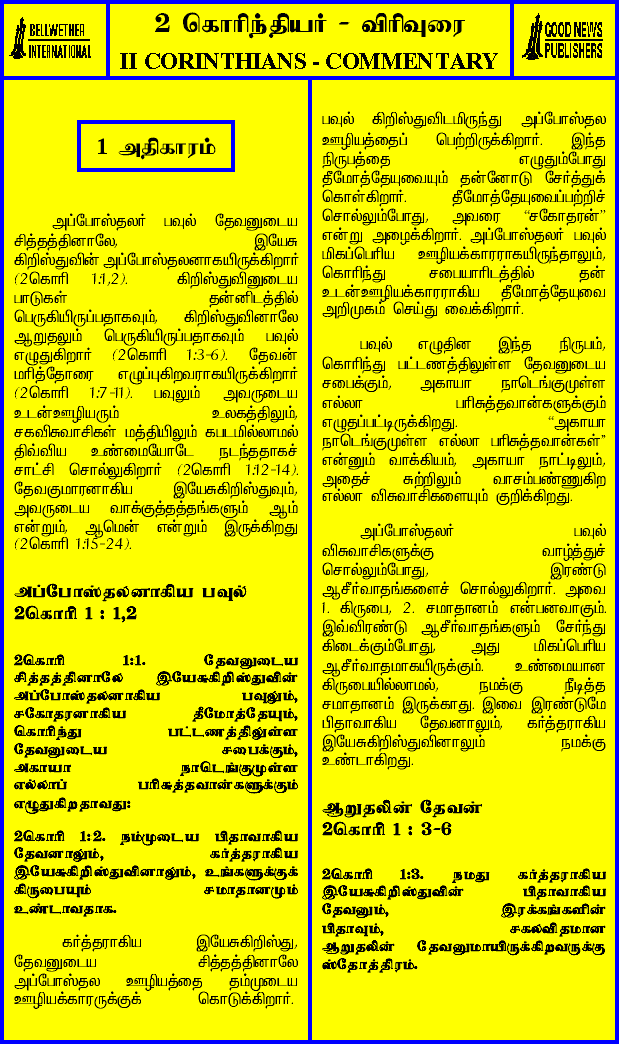 BELLWETHER
INTERNATIONAL
2 கொரிந்தியர் - விரிவுரை
II CORINTHIANS - COMMENTARY
GOOD NEWS
PUBLISHERS
1 அதிகாரம்
அப்போஸ்தலர் பவுல் தேவனுடைய
சித்தத்தினாலே, இயேசு
கிறிஸ்துவின் அப்போஸ்தலனாகயிருக்கிறார்
(2கொரி 1:1,2). கிறிஸ்துவினுடைய
பாடுகள் தன்னிடத்தில்
பெருகியிருப்பதாகவும், கிறிஸ்துவினாலே
ஆறுதலும் பெருகியிருப்பதாகவும் பவுல்
எழுதுகிறார் (2கொரி 1:3-6). தேவன்
மரித்தோரை எழுப்புகிறவராகயிருக்கிறார்
(2கொரி 1:7-11). பவுலும் அவருடைய
உடன்ஊழியரும் உலகத்திலும்,
சகவிசுவாசிகள் மத்தியிலும் கபடமில்லாமல்
திவ்விய உண்மையோடே நடந்ததாகச்
சாட்சி சொல்லுகிறார் (2கொரி 1:12-14).
தேவகுமாரனாகிய இயேசுகிறிஸ்துவும்,
அவருடைய வாக்குத்தத்தங்களும் ஆம்
என்றும், ஆமென் என்றும் இருக்கிறது
(2கொரி 1:15-24).
அப்போஸ்தலனாகிய பவுல்
2கொரி 1 : 1,2
2கொரி 1:1. தேவனுடைய
சித்தத்தினாலே இயேசுகிறிஸ்துவின்
அப்போஸ்தலனாகிய பவுலும்,
சகோதரனாகிய தீமோத்தேயும்,
கொரிந்து பட்டணத்திலுள்ள
தேவனுடைய சபைக்கும்,
அகாயா நாடெங்குமுள்ள
எல்லாப் பரிசுத்தவான்களுக்கும்
எழுதுகிறதாவது:
2கொரி 1:2. நம்முடைய பிதாவாகிய
தேவனாலும், கர்த்தராகிய
இயேசுகிறிஸ்துவினாலும், உங்களுக்குக்
கிருபையும் சமாதானமும்
உண்டாவதாக.
கர்த்தராகிய இயேசுகிறிஸ்து,
தேவனுடைய சித்தத்தினாலே
அப்போஸ்தல ஊழியத்தை தம்முடைய
ஊழியக்காரருக்குக் கொடுக்கிறார்.
பவுல் கிறிஸ்துவிடமிருந்து அப்போஸ்தல
ஊழியத்தைப் பெற்றிருக்கிறார். இந்த
நிருபத்தை எழுதும்போது
தீமோத்தேயுவையும் தன்னோடு சேர்த்துக்
கொள்கிறார். தீமோத்தேயுவைப்பற்றிச்
சொல்லும்போது, அவரை “சகோதரன்”
என்று அழைக்கிறார். அப்போஸ்தலர் பவுல்
மிகப்பெரிய ஊழியக்காரராகயிருந்தாலும்,
கொரிந்து சபையாரிடத்தில் தன்
உடன்ஊழியக்காரராகிய தீமோத்தேயுவை
அறிமுகம் செய்து வைக்கிறார்.
பவுல் எழுதின இந்த நிருபம்,
கொரிந்து பட்டணத்திலுள்ள தேவனுடைய
சபைக்கும், அகாயா நாடெங்குமுள்ள
எல்லா பரிசுத்தவான்களுக்கும்
எழுதப்பட்டிருக்கிறது. “அகாயா
நாடெங்குமுள்ள எல்லா பரிசுத்தவான்கள்”
என்னும் வாக்கியம், அகாயா நாட்டிலும்,
அதைச் சுற்றிலும் வாசம்பண்ணுகிற
எல்லா விசுவாசிகளையும் குறிக்கிறது.
அப்போஸ்தலர் பவுல்
விசுவாசிகளுக்கு வாழ்த்துச்
சொல்லும்போது, இரண்டு
ஆசீர்வாதங்களைச் சொல்லுகிறார். அவை
1. கிருபை, 2. சமாதானம் என்பனவாகும்.
இவ்விரண்டு ஆசீர்வாதங்களும் சேர்ந்து
கிடைக்கும்போது, அது மிகப்பெரிய
ஆசீர்வாதமாகயிருக்கும். உண்மையான
கிருபையில்லாமல், நமக்கு நீடித்த
சமாதானம் இருக்காது. இவை இரண்டுமே
பிதாவாகிய தேவனாலும், கர்த்தராகிய
இயேசுகிறிஸ்துவினாலும் நமக்கு
உண்டாகிறது.
ஆறுதலின் தேவன்
2கொரி 1 : 3-6
2கொரி 1:3. நமது கர்த்தராகிய
இயேசுகிறிஸ்துவின் பிதாவாகிய
தேவனும், இரக்கங்களின்
பிதாவும், சகலவிதமான
ஆறுதலின் தேவனுமாயிருக்கிறவருக்கு
ஸ்தோத்திரம்.